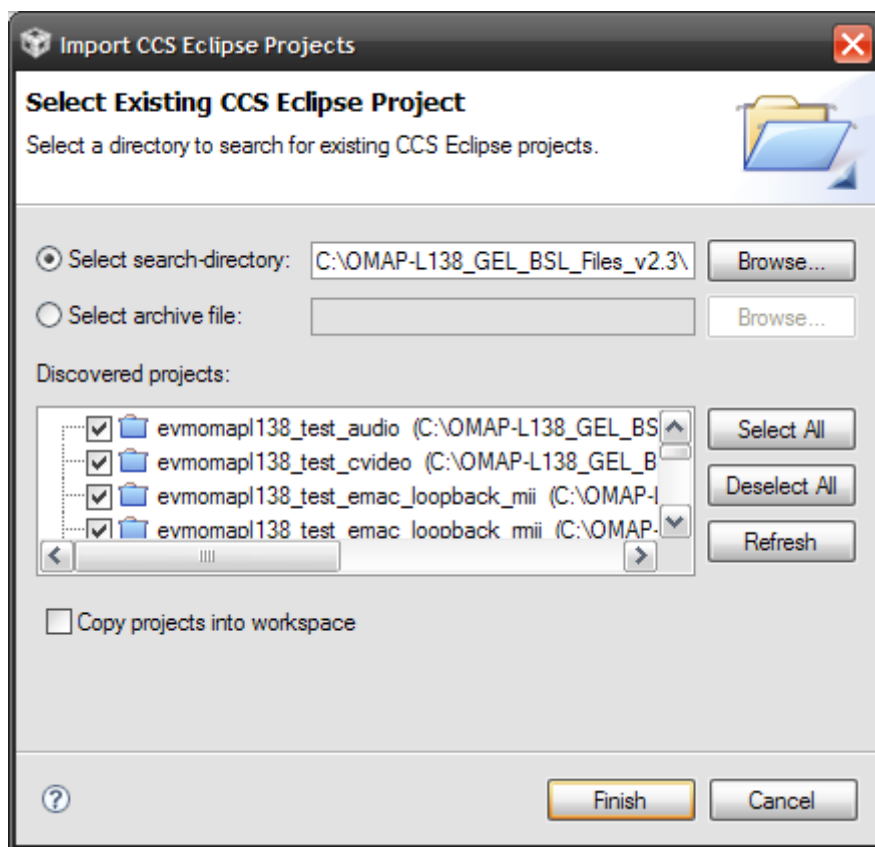 Import CCS Eclipse Projects
Select Existing CCS Eclipse Project
Select a directory to search for existing CCS Eclipse projects.
Select search-directory: C:\OMAP-L138_GEL_BSL_Files_v2.3\ Browse...
Select archive file: Browse...
Discovered projects:
evmomapl138_test_audio (C:\OMAP-L138_GEL_BS
evmomapl138_test_cvideo (C:\OMAP-L138_GEL_B
evmomapl138_test_emac_loopback_mii (C:\OMAP-l
evmomapl138_test_emac_loopback_rmii (C:\OMAP-
Select All
Deselect All
Refresh
Copy projects into workspace
Finish Cancel